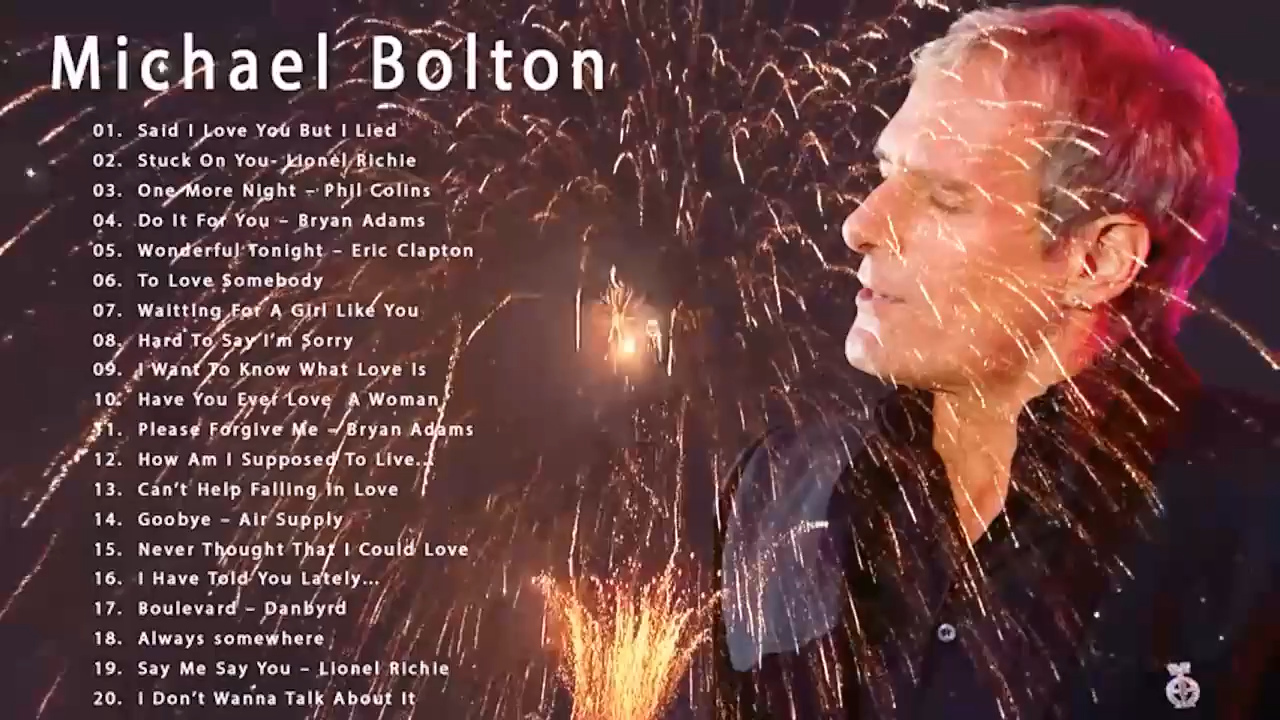 Michael Bolton
01. Said I Love You But I Lied
02. Stuck On You- Lionel Richie
03. One More Night – Phil Colins
04. Do It For You – Bryan Adams
05. Wonderful Tonight – Eric Clapton
06. To Love Somebody
07. Waitting For A Girl Like You
08. Hard To Say I'm Sorry
09. I Want To Know What Love Is
10. Have You Ever Love A Woman
11. Please Forgive Me – Bryan Adams
12. How Am I Supposed To Live...
13. Can't Help Falling In Love
14. Goobye – Air Supply
15. Never Thought That I Could Love
16. I Have Told You Lately...
17. Boulevard – Danbyrd
18. Always somewhere
19. Say Me Say You – Lionel Richie
20. I Don't Wanna Talk About It